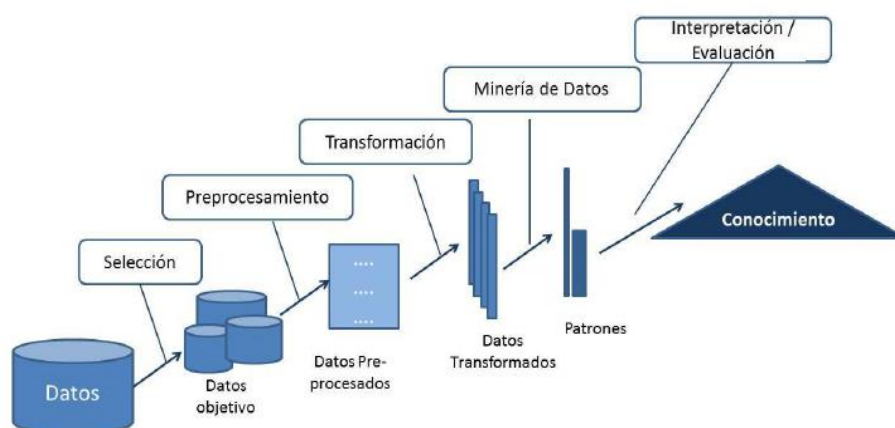 Interpretación /
Evaluación
Minería de Datos
Transformación
Preprocesamiento
Selección
Conocimiento
....
....
....
Datos
Datos
objetivo
Datos Pre-
procesados
Datos
Transformados
Patrones